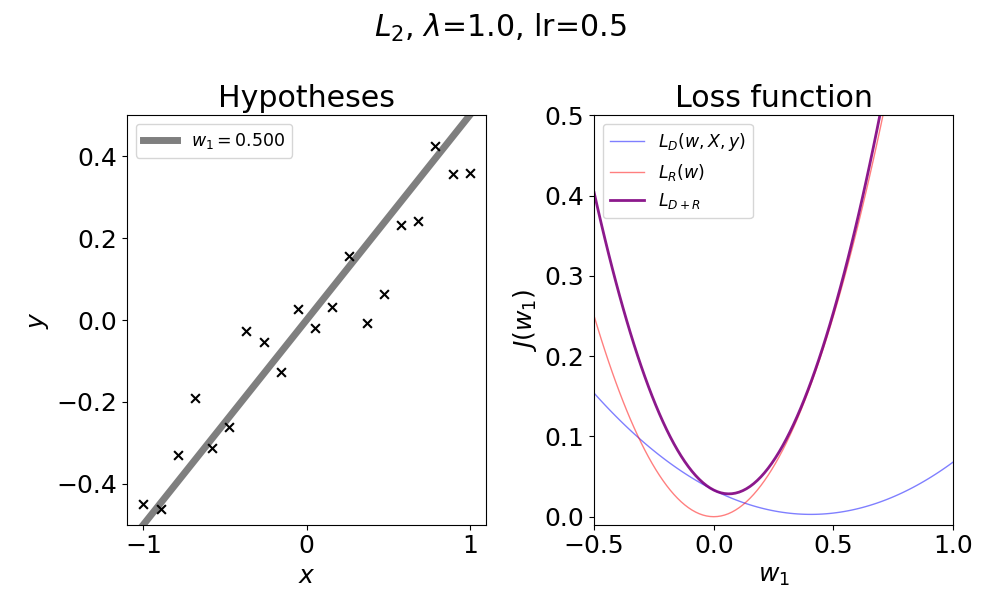 L₂, λ=1.0, lr=0.5
Hypotheses
w₁ = 0.500
0.4
0.2
0.0
−0.2
−0.4
y
−1
0
1
x
Loss function
L_D(w, X, y)
L_R(w)
L_{D+R}
0.5
0.4
0.3
0.2
0.1
0.0
J(w₁)
−0.5
0.0
0.5
1.0
w₁